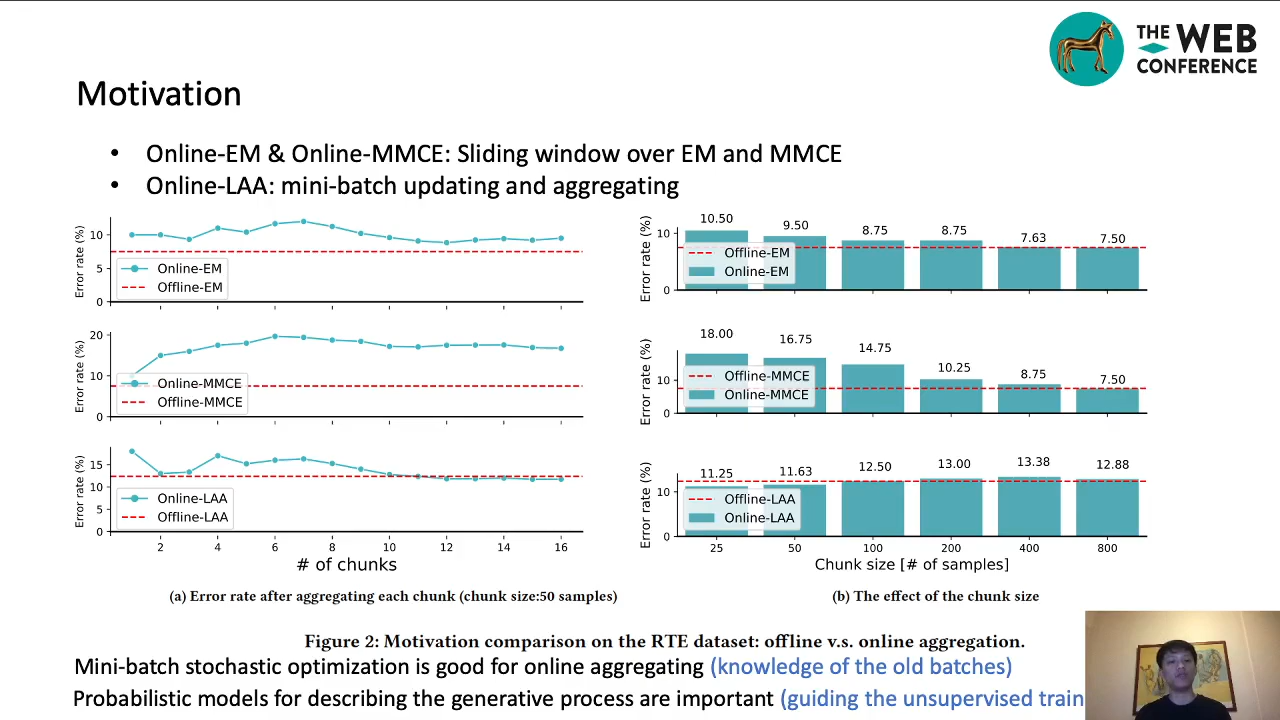 THE WEB
CONFERENCE
Motivation
• Online-EM & Online-MMCE: Sliding window over EM and MMCE
• Online-LAA: mini-batch updating and aggregating
Error rate (%)
10
5
0
Online-EM
Offline-EM
Error rate (%)
20
10
0
Online-MMCE
Offline-MMCE
Error rate (%)
15
10
5
0
Online-LAA
Offline-LAA
2 4 6 8 10 12 14 16
# of chunks
(a) Error rate after aggregating each chunk (chunk size:50 samples)
Error rate (%)
10
0
10.50 9.50 8.75 8.75 7.63 7.50
Offline-EM
Online-EM
Error rate (%)
10
0
18.00 16.75 14.75 10.25 8.75 7.50
Offline-MMCE
Online-MMCE
Error rate (%)
10
0
11.25 11.63 12.50 13.00 13.38 12.88
Offline-LAA
Online-LAA
25 50 100 200 400 800
Chunk size [# of samples]
(b) The effect of the chunk size
Figure 2: Motivation comparison on the RTE dataset: offline v.s. online aggregation.
Mini-batch stochastic optimization is good for online aggregating (knowledge of the old batches)
Probabilistic models for describing the generative process are important (guiding the unsupervised train